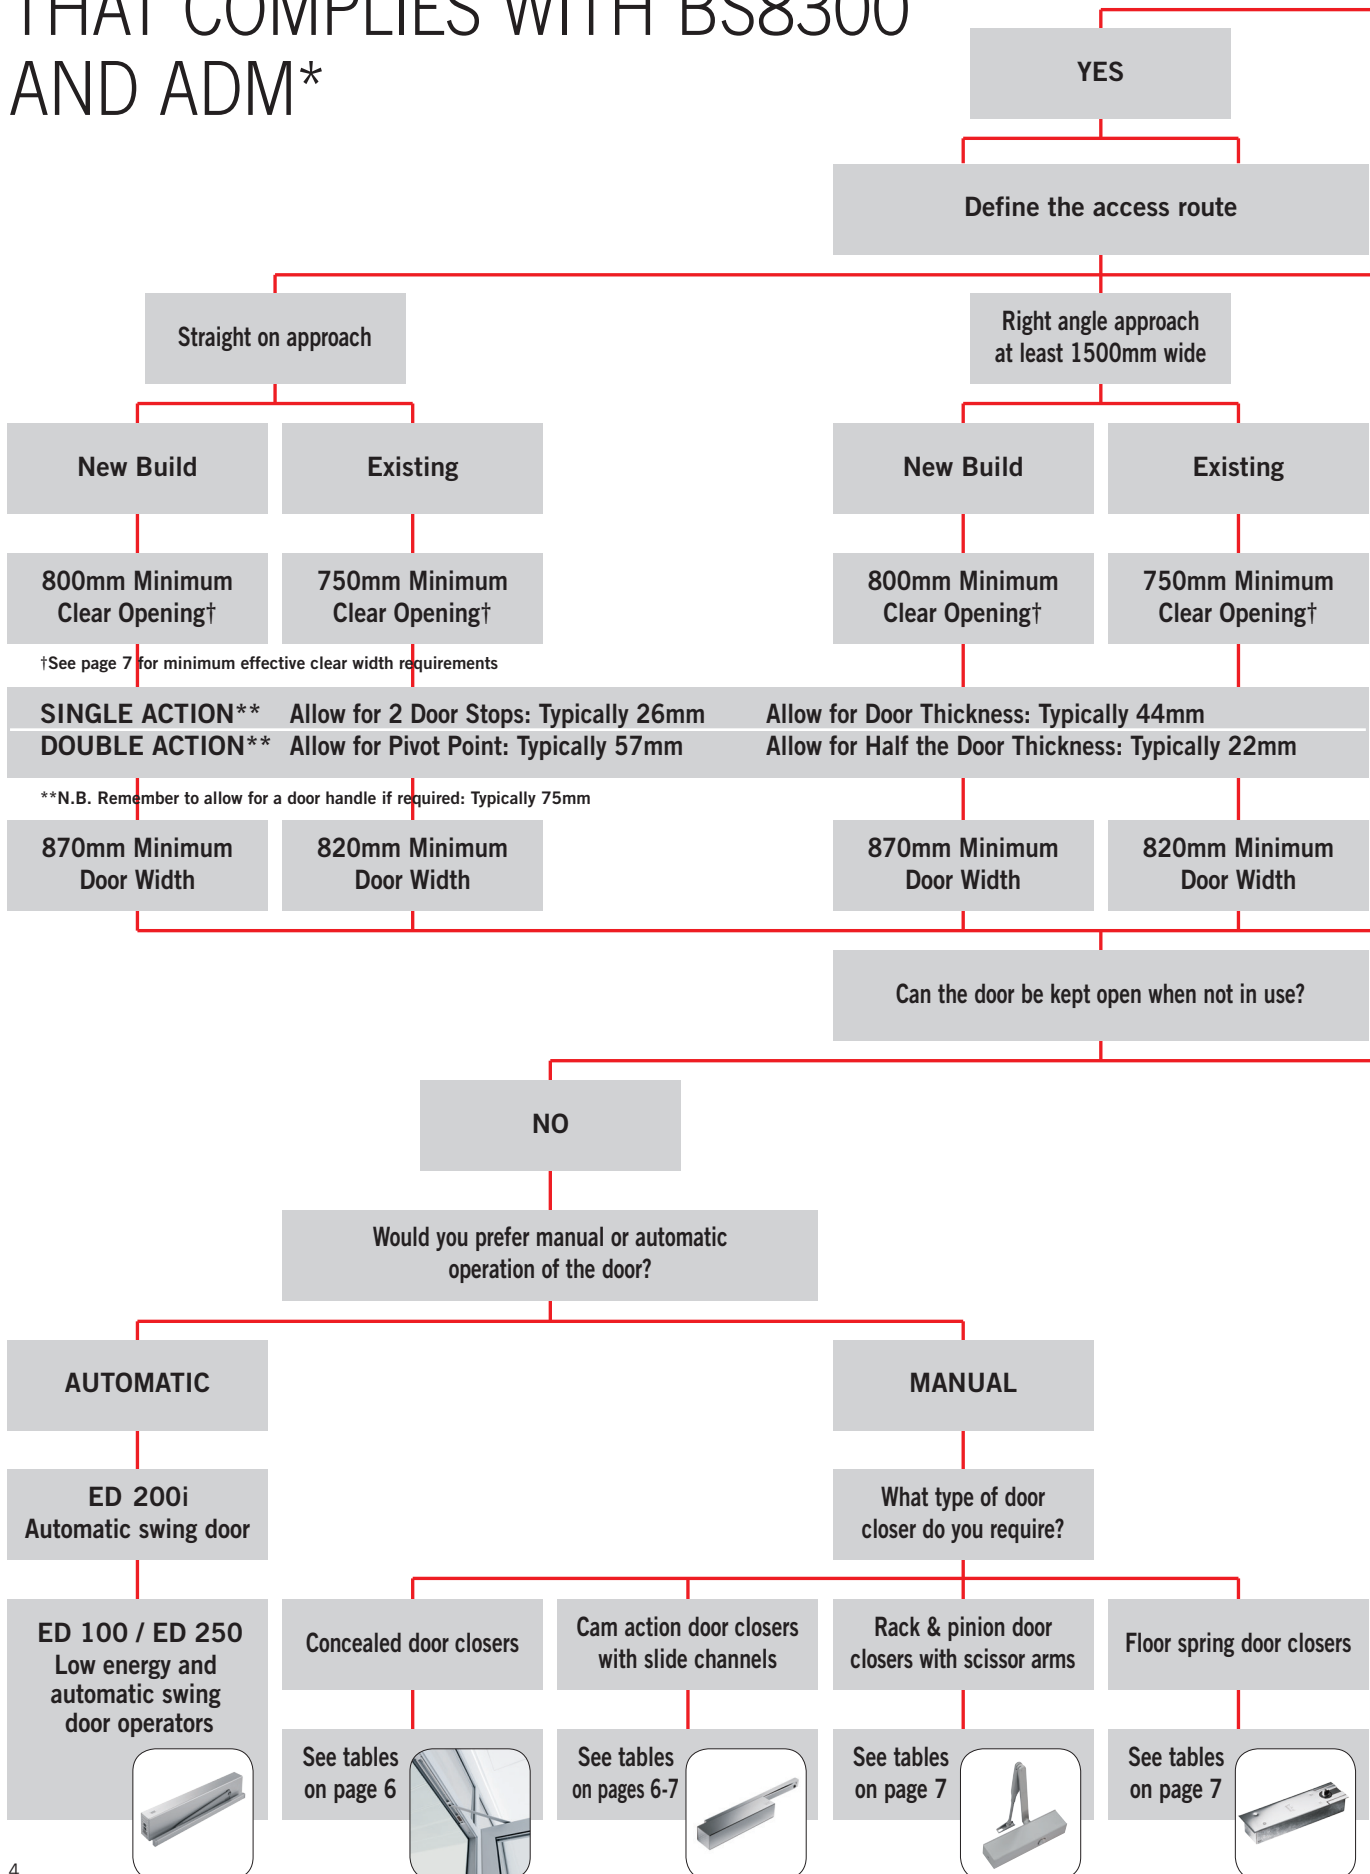 THAT COMPLIES WITH BS8300
AND ADM*
YES
Define the access route
Straight on approach
Right angle approach
at least 1500mm wide
New Build
Existing
New Build
Existing
800mm Minimum
Clear Opening†
750mm Minimum
Clear Opening†
800mm Minimum
Clear Opening†
750mm Minimum
Clear Opening†
†See page 7 for minimum effective clear width requirements
SINGLE ACTION** Allow for 2 Door Stops: Typically 26mm Allow for Door Thickness: Typically 44mm
DOUBLE ACTION** Allow for Pivot Point: Typically 57mm Allow for Half the Door Thickness: Typically 22mm
**N.B. Remember to allow for a door handle if required: Typically 75mm
870mm Minimum
Door Width
820mm Minimum
Door Width
870mm Minimum
Door Width
820mm Minimum
Door Width
Can the door be kept open when not in use?
NO
Would you prefer manual or automatic
operation of the door?
AUTOMATIC
MANUAL
ED 200i
Automatic swing door
What type of door
closer do you require?
ED 100 / ED 250
Low energy and
automatic swing
door operators
Concealed door closers
Cam action door closers
with slide channels
Rack & pinion door
closers with scissor arms
Floor spring door closers
See tables
on page 6
See tables
on pages 6-7
See tables
on page 7
See tables
on page 7
4